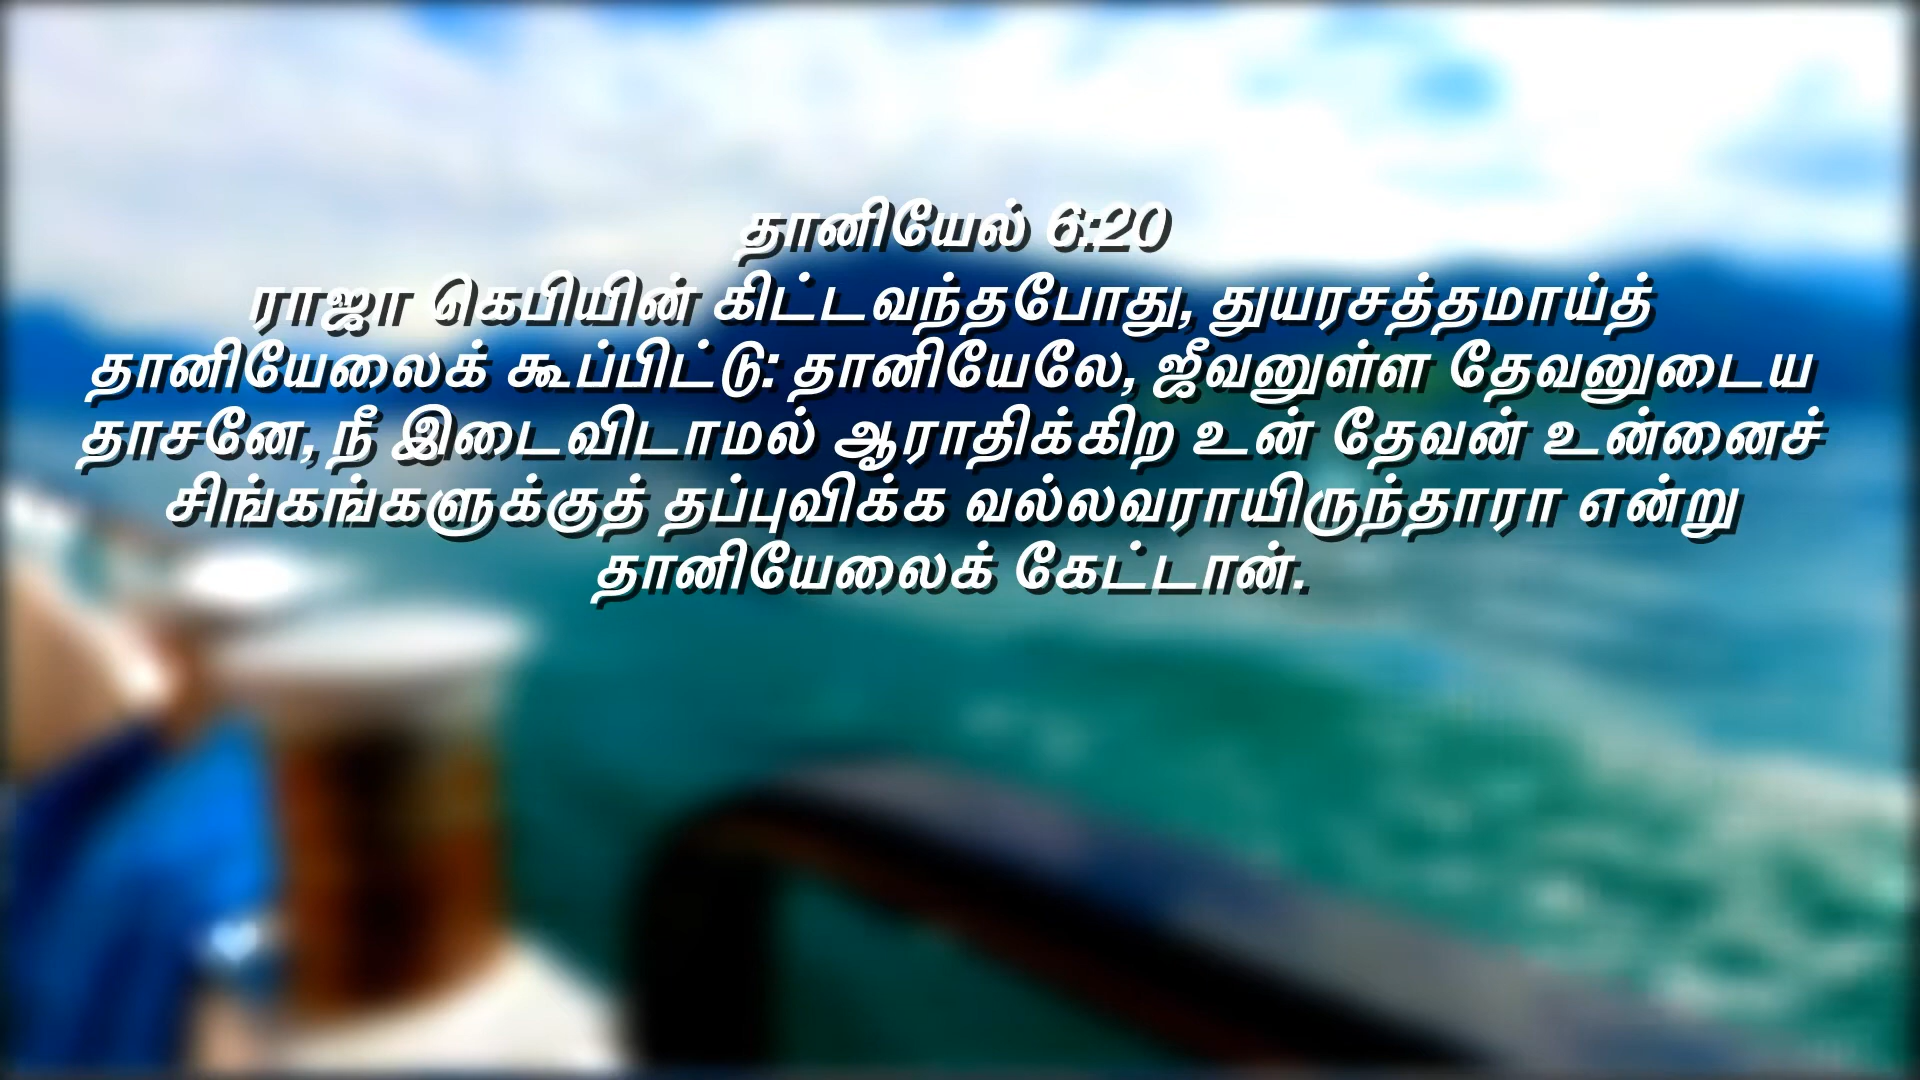 தானியேல் 6:20
ராஜா கெபியின் கிட்டவந்தபோது, துயரசத்தமாய்த்
தானியேலைக் கூப்பிட்டு: தானியேலே, ஜீவனுள்ள தேவனுடைய
தாசனே, நீ இடைவிடாமல் ஆராதிக்கிற உன் தேவன் உன்னைச்
சிங்கங்களுக்குத் தப்புவிக்க வல்லவராயிருந்தாரா என்று
தானியேலைக் கேட்டான்.